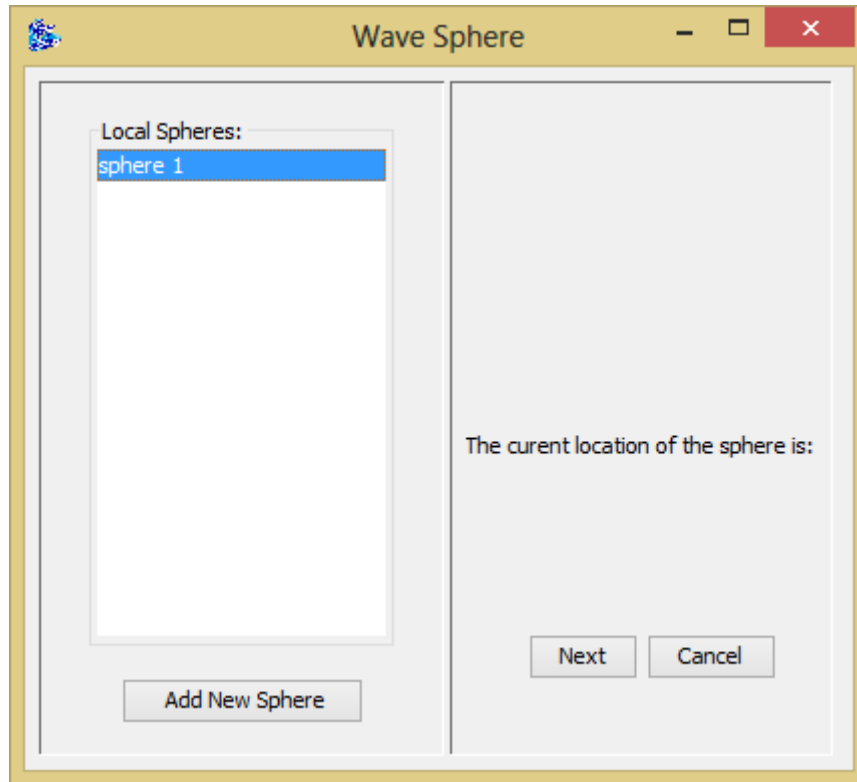 Wave Sphere
Local Spheres:
sphere 1
Add New Sphere
The curent location of the sphere is:
Next
Cancel